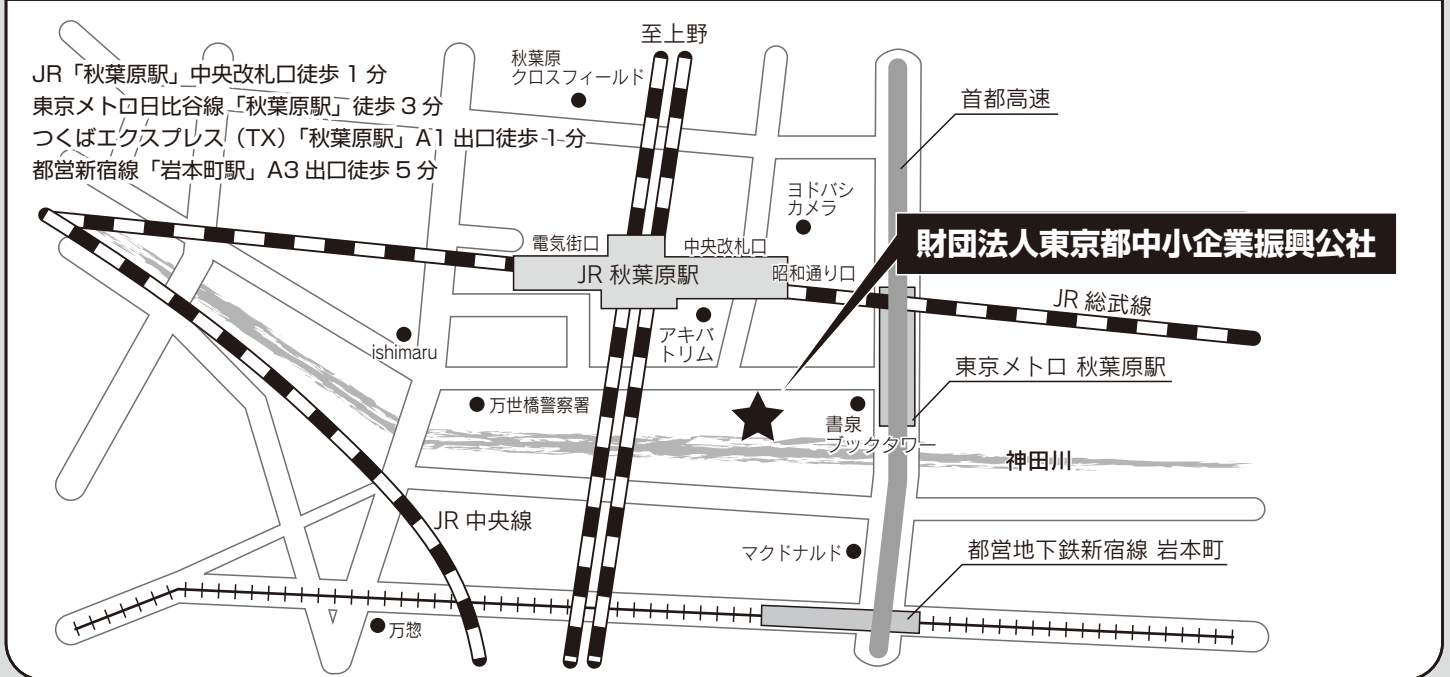 至上野
JR「秋葉原駅」中央改札口徒歩 1 分
東京メトロ日比谷線「秋葉原駅」徒歩 3 分
つくばエクスプレス（TX）「秋葉原駅」A1 出口徒歩 1 分
都営新宿線「岩本町駅」A3 出口徒歩 5 分
秋葉原
クロスフィールド
首都高速
ヨドバシ
カメラ
財団法人東京都中小企業振興公社
電気街口
中央改札口
JR 秋葉原駅
昭和通り口
JR 総武線
アキバ
トリム
ishimaru
東京メトロ 秋葉原駅
万世橋警察署
書泉
ブックタワー
神田川
JR 中央線
マクドナルド
都営地下鉄新宿線 岩本町
万惣